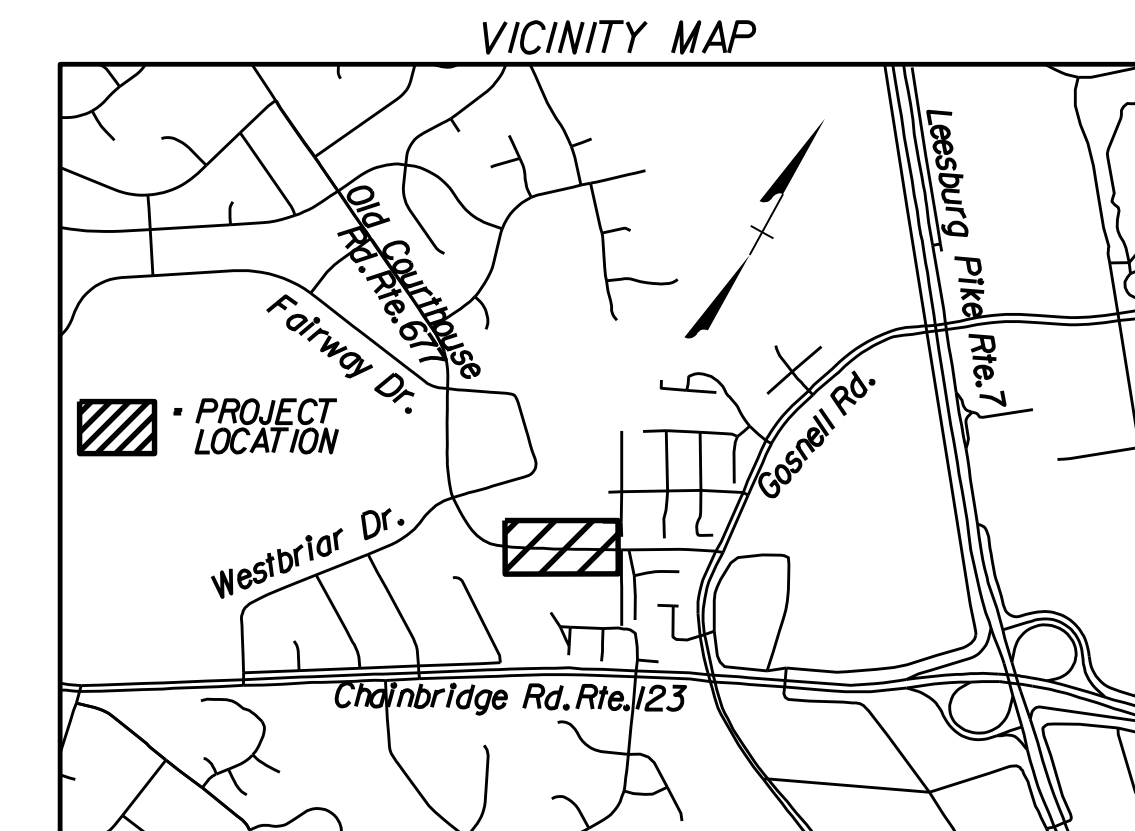 VICINITY MAP
Leesburg Pike Rte.7
Old Courthouse
Rd.Rte.677
Fairway Dr.
Gosnell Rd.
- PROJECT
LOCATION
Westbriar Dr.
Chainbridge Rd.Rte.123